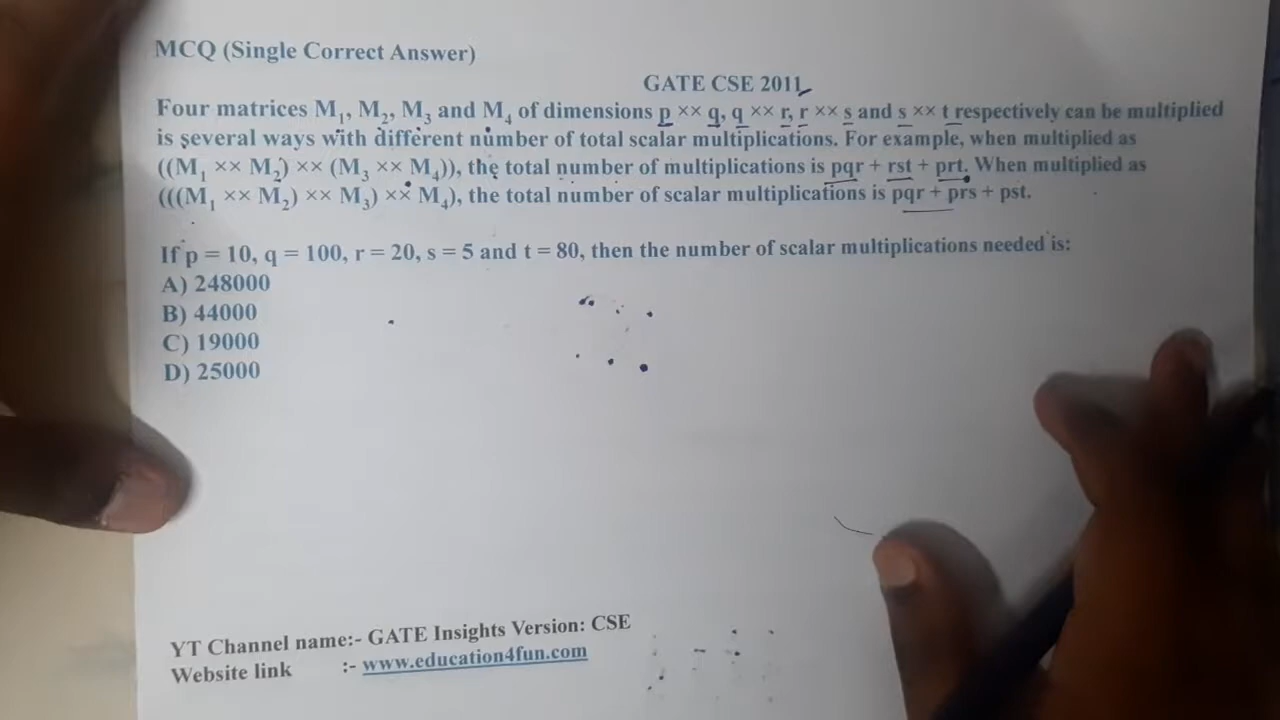 MCQ (Single Correct Answer)
GATE CSE 2011
Four matrices M₁, M₂, M₃ and M₄ of dimensions p ×× q, q ×× r, r ×× s and s ×× t respectively can be multiplied
is several ways with different number of total scalar multiplications. For example, when multiplied as
((M₁ ×× M₂) ×× (M₃ ×× M₄)), the total number of multiplications is pqr + rst + prt. When multiplied as
(((M₁ ×× M₂) ×× M₃) ×× M₄), the total number of scalar multiplications is pqr + prs + pst.
If p = 10, q = 100, r = 20, s = 5 and t = 80, then the number of scalar multiplications needed is:
A) 248000
B) 44000
C) 19000
D) 25000
YT Channel name:- GATE Insights Version: CSE
Website link :- www.education4fun.com